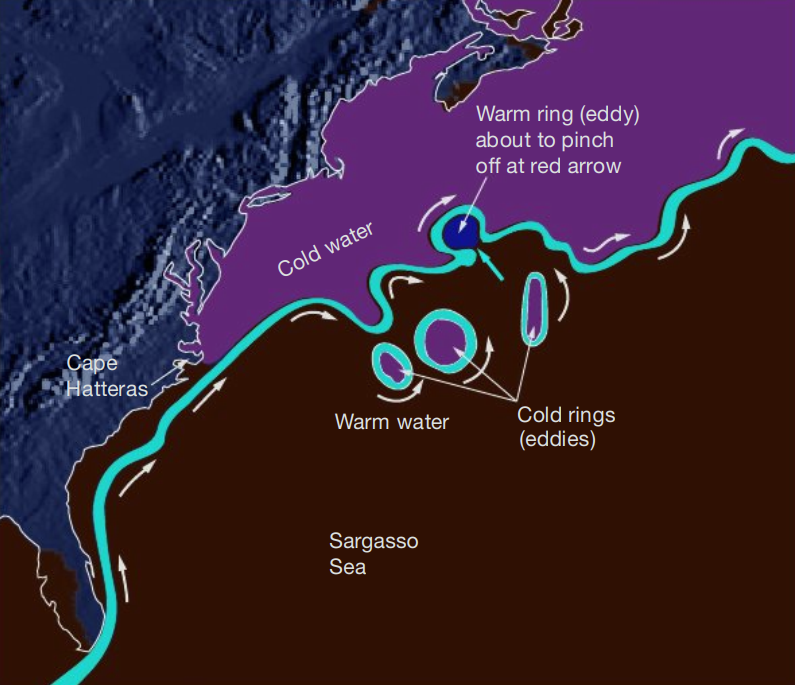 Warm ring (eddy)
about to pinch
off at red arrow
Cold water
Cape
Hatteras
Warm water
Cold rings
(eddies)
Sargasso
Sea